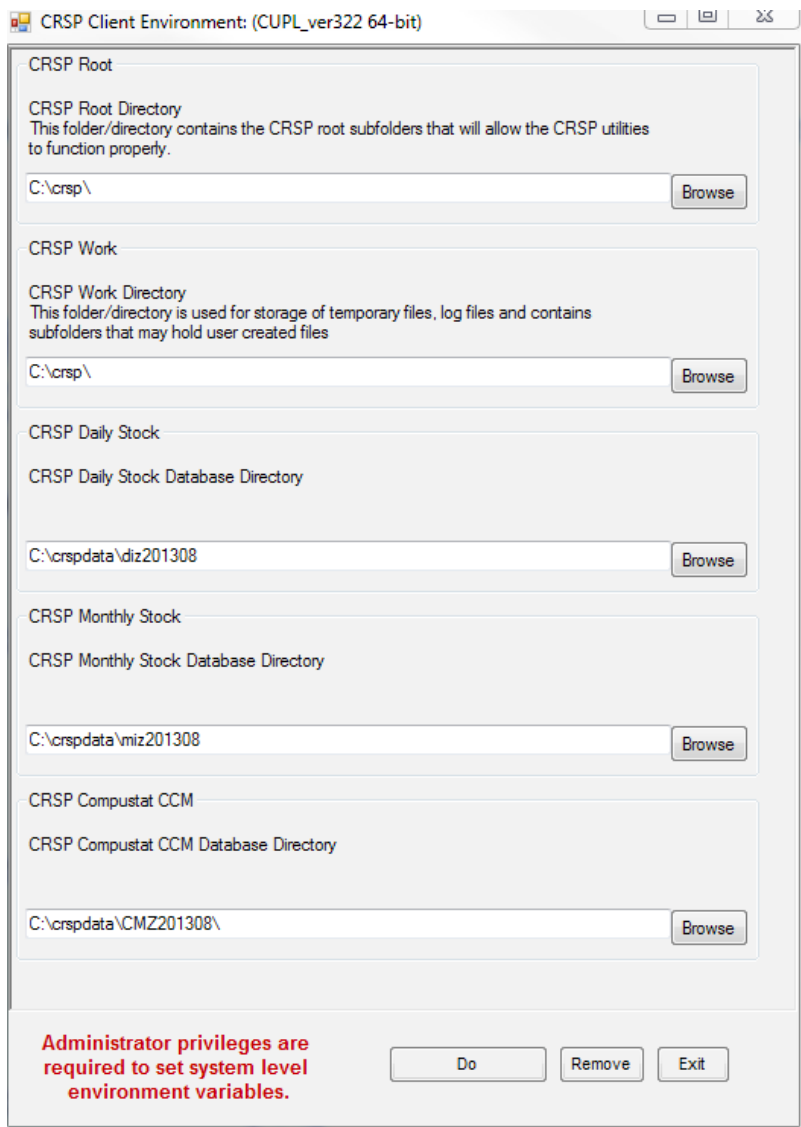 CRSP Client Environment: (CUPL_ver322 64-bit)
CRSP Root
CRSP Root Directory
This folder/directory contains the CRSP root subfolders that will allow the CRSP utilities
to function properly.
C:\crsp\
Browse
CRSP Work
CRSP Work Directory
This folder/directory is used for storage of temporary files, log files and contains
subfolders that may hold user created files
C:\crsp\
Browse
CRSP Daily Stock
CRSP Daily Stock Database Directory
C:\crspdata\diz201308
Browse
CRSP Monthly Stock
CRSP Monthly Stock Database Directory
C:\crspdata\miz201308
Browse
CRSP Compustat CCM
CRSP Compustat CCM Database Directory
C:\crspdata\CMZ201308\
Browse
Administrator privileges are
required to set system level
environment variables.
Do
Remove
Exit